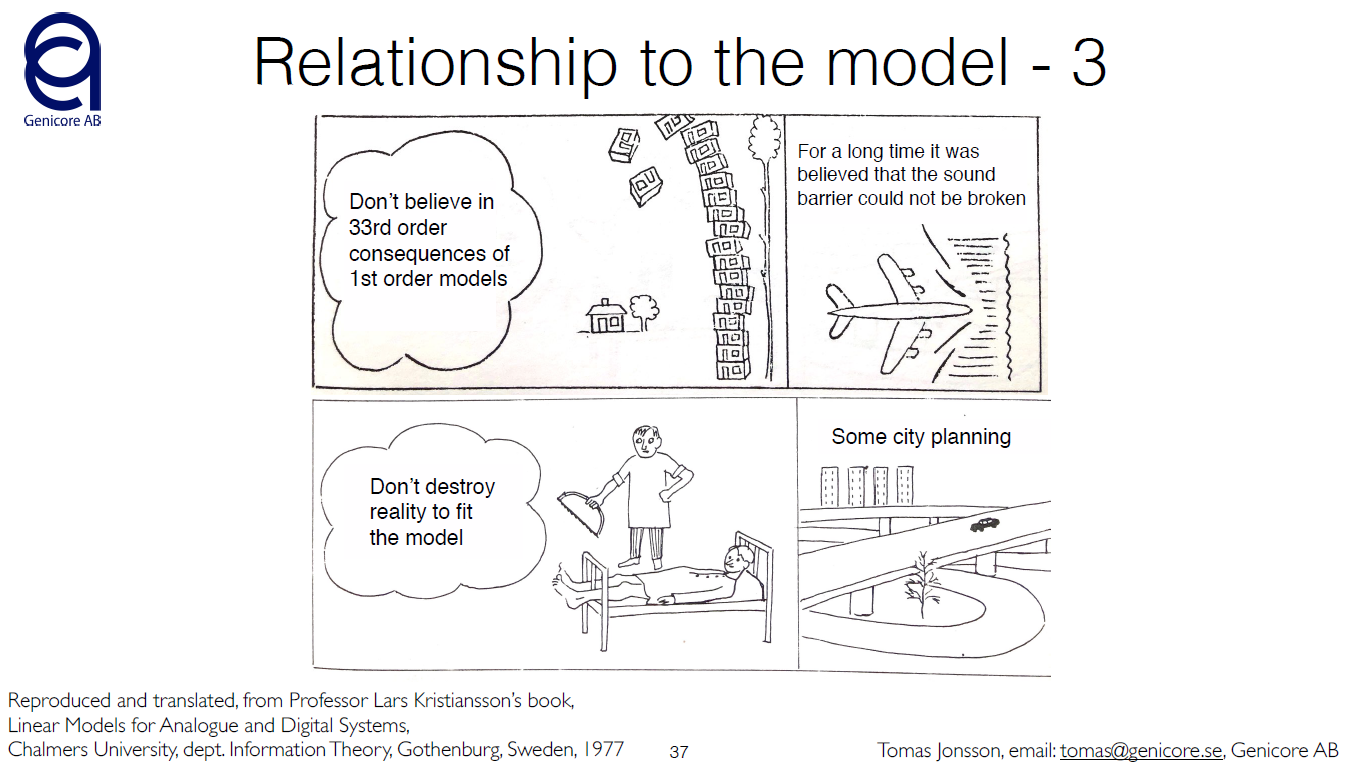 Genicore AB
Relationship to the model - 3
Don't believe in
33rd order
consequences of
1st order models
For a long time it was
believed that the sound
barrier could not be broken
Don't destroy
reality to fit
the model
Some city planning
Reproduced and translated, from Professor Lars Kristiansson's book,
Linear Models for Analogue and Digital Systems,
Chalmers University, dept. Information Theory, Gothenburg, Sweden, 1977
37
Tomas Jonsson, email: tomas@genicore.se, Genicore AB